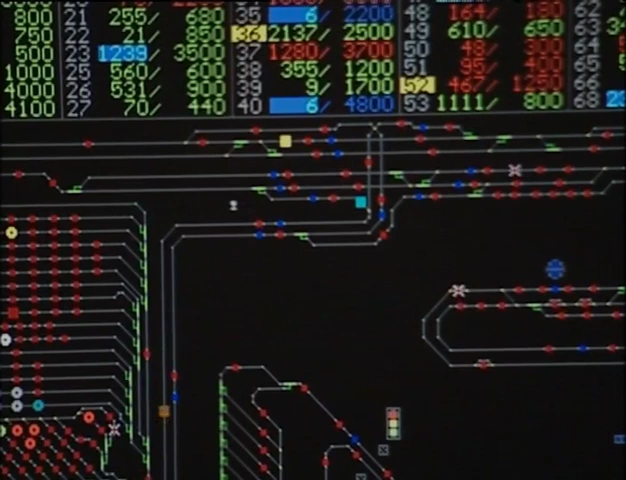 800 21 255/ 680 35 6/ 2200 48 164/ 180 62
750 22 21/ 850 36 2137/ 2500 49 610/ 650 63
500 23 1239/ 3500 37 1280/ 3700 50 48/ 300 64
1000 25 560/ 600 38 355/ 1200 51 95/ 400 65
4000 26 531/ 900 39 9/ 1700 52 467/ 1250 66
4100 27 70/ 440 40 6/ 4800 53 1111/ 800 68